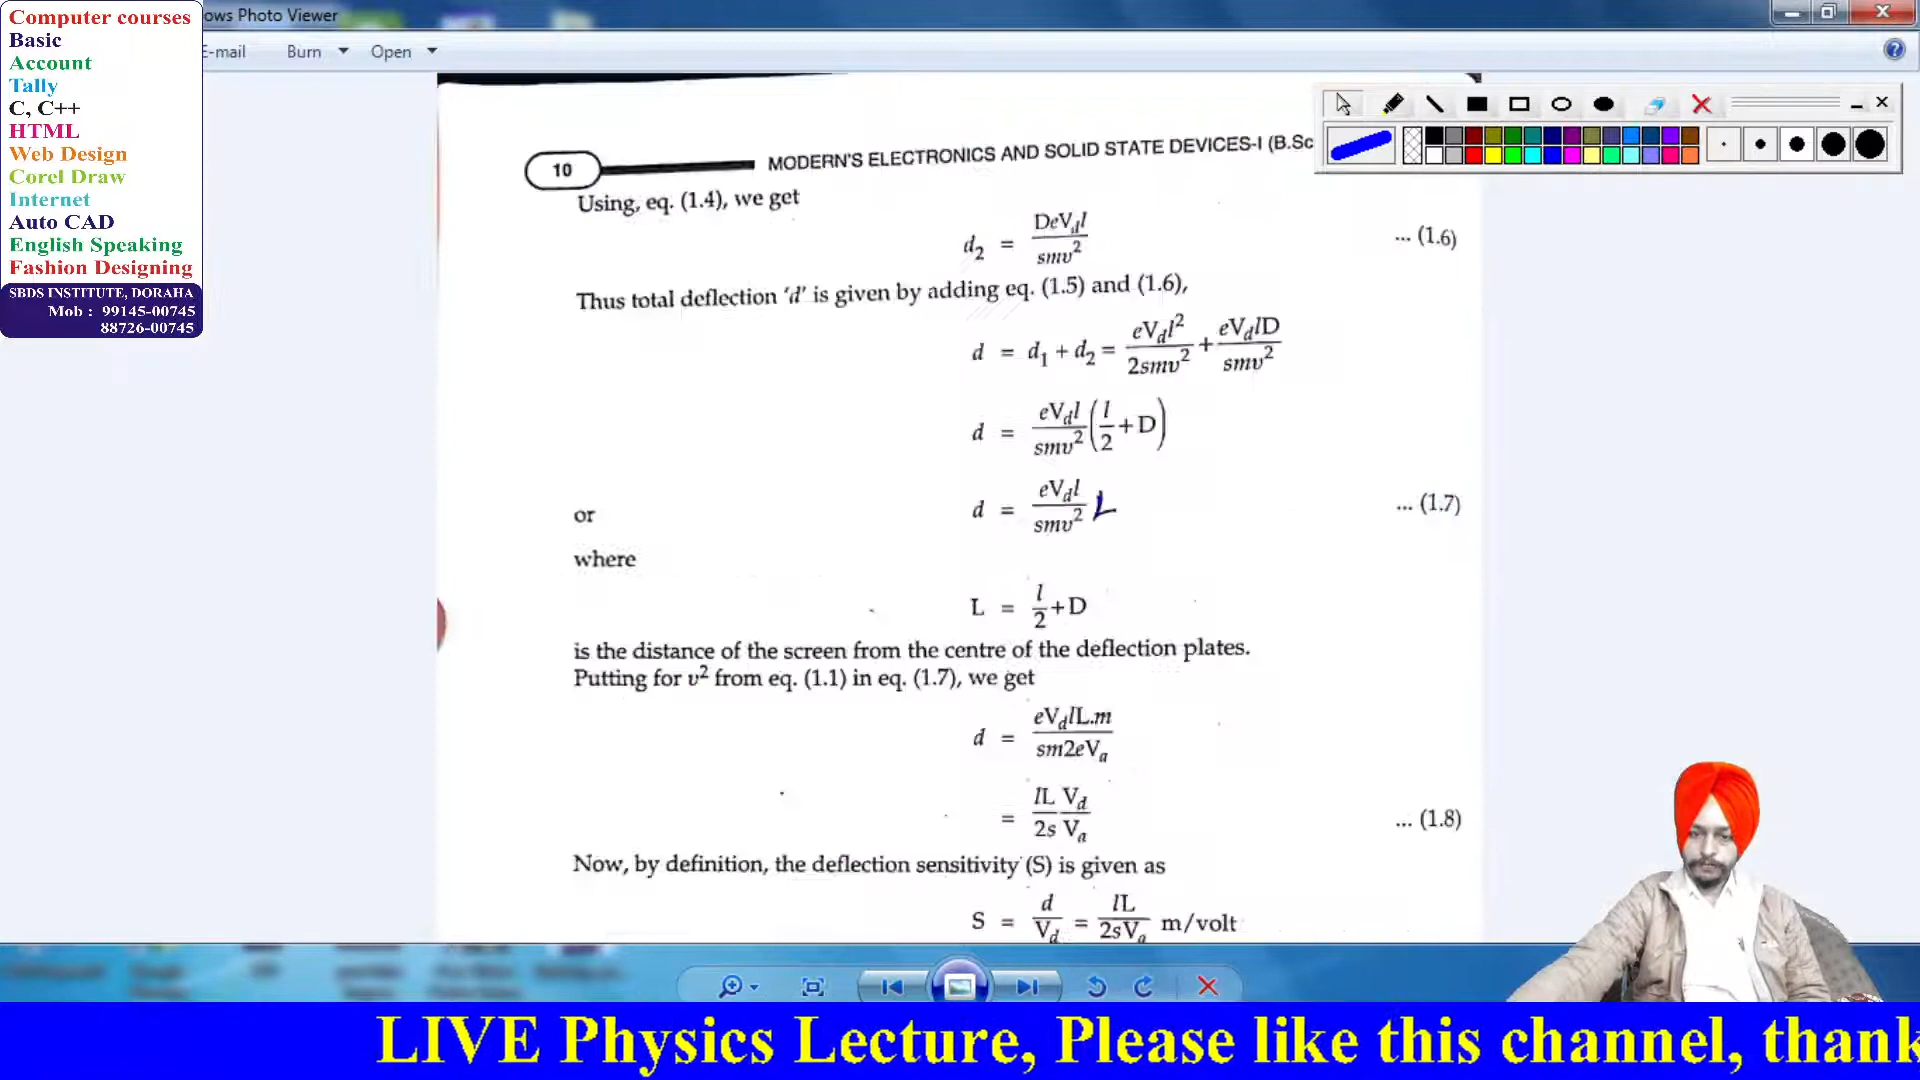 Computer courses
Basic
Account
Tally
C, C++
HTML
Web Design
Corel Draw
Internet
Auto CAD
English Speaking
Fashion Designing
SBDS INSTITUTE, DORAHA
Mob : 99145-00745
88726-00745
ows Photo Viewer
E-mail Burn Open
10 MODERN'S ELECTRONICS AND SOLID STATE DEVICES-I (B.Sc
Using, eq. (1.4), we get
d₂ = DeV_d l / smv² ... (1.6)
Thus total deflection 'd' is given by adding eq. (1.5) and (1.6),
d = d₁ + d₂ = eV_d l² / 2smv² + eV_d lD / smv²
d = eV_d l / smv² (l/2 + D)
or d = eV_d l / smv² L ... (1.7)
where
L = l/2 + D
is the distance of the screen from the centre of the deflection plates.
Putting for v² from eq. (1.1) in eq. (1.7), we get
d = eV_d lL.m / sm2eV_a
= lL/2s V_d/V_a ... (1.8)
Now, by definition, the deflection sensitivity (S) is given as
S = d/V_d = lL/2sV_a m/volt
LIVE Physics Lecture, Please like this channel, thank